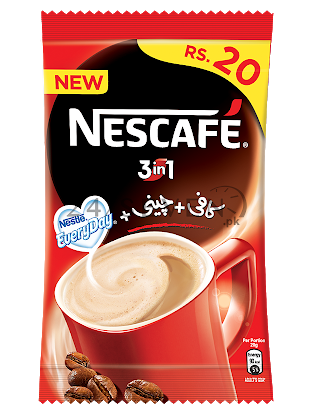 RS. 20
NEW
NESCAFÉ®
3in1
کافی + چینی +
Nestlé
EveryDay
Per Portion
Energy